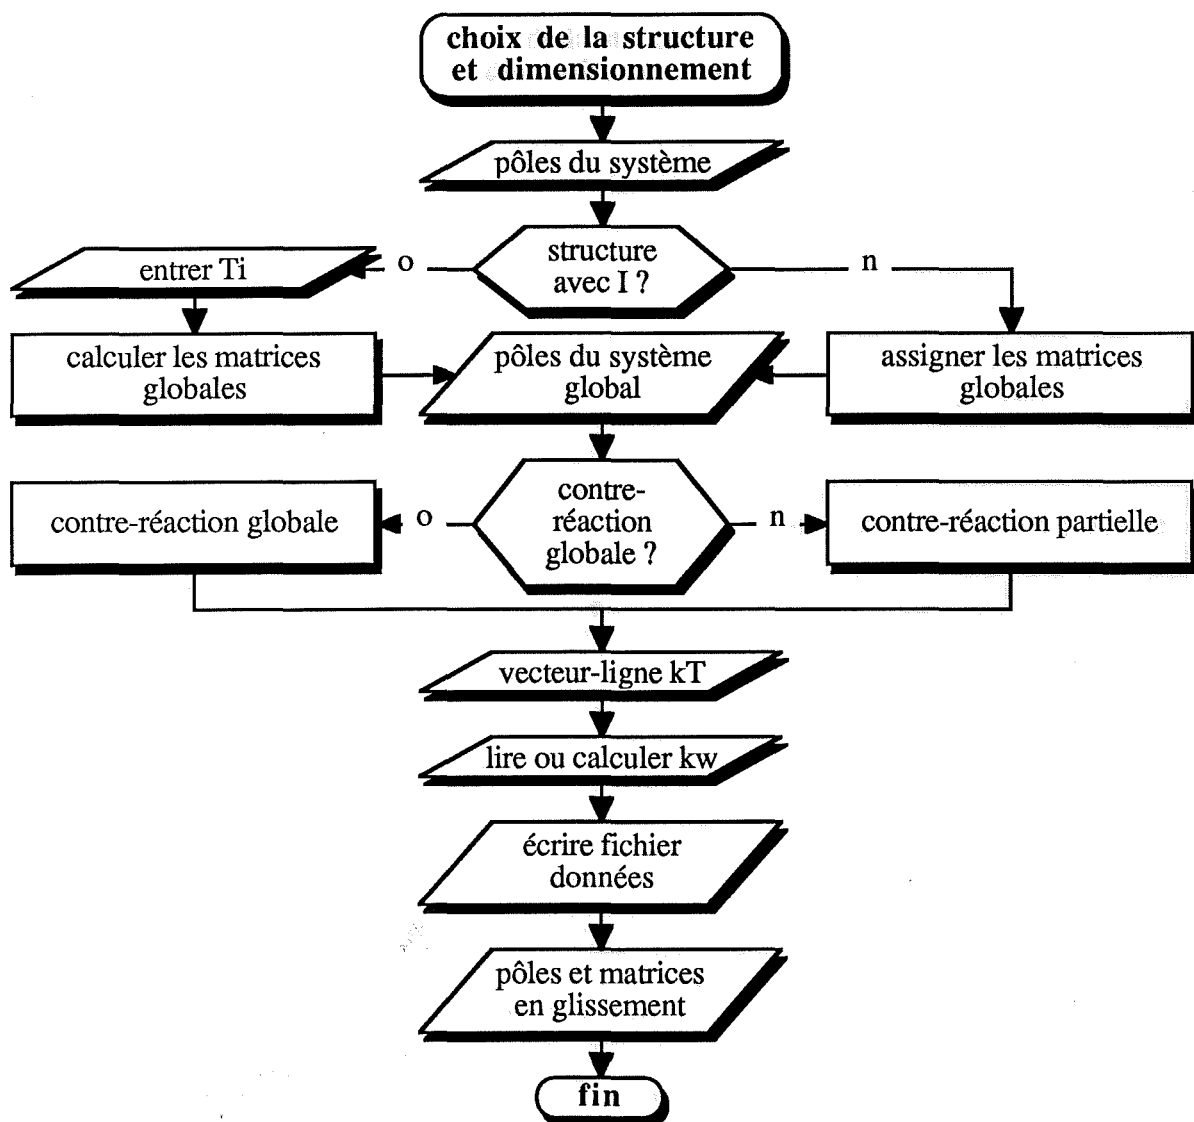 choix de la structure
et dimensionnement
pôles du système
structure
avec I ?
o
n
entrer Ti
calculer les matrices
globales
pôles du système
global
assigner les matrices
globales
contre-
réaction
globale ?
o
n
contre-réaction globale
contre-réaction partielle
vecteur-ligne kT
lire ou calculer kw
écrire fichier
données
pôles et matrices
en glissement
fin